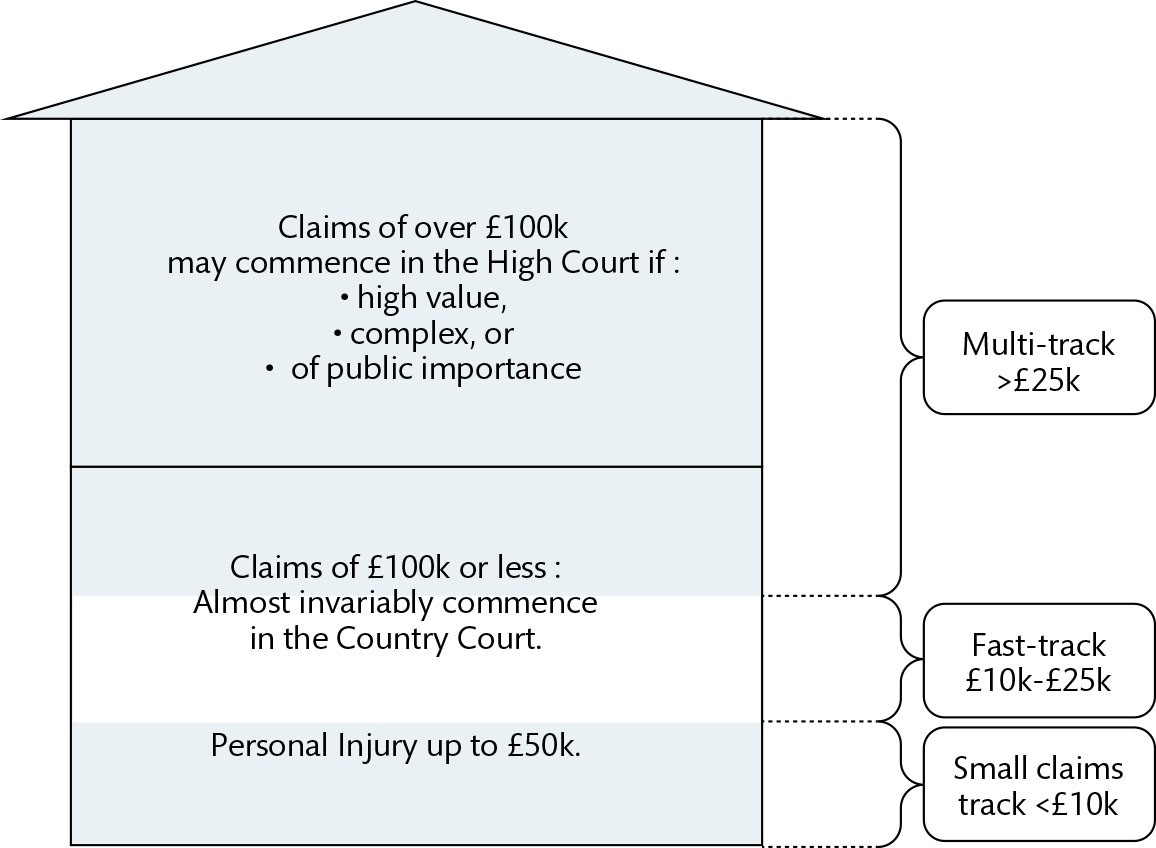 Claims of over £100k
may commence in the High Court if :
• high value,
• complex, or
• of public importance
Multi-track
>£25k
Claims of £100k or less :
Almost invariably commence
in the Country Court.
Fast-track
£10k-£25k
Personal Injury up to £50k.
Small claims
track <£10k